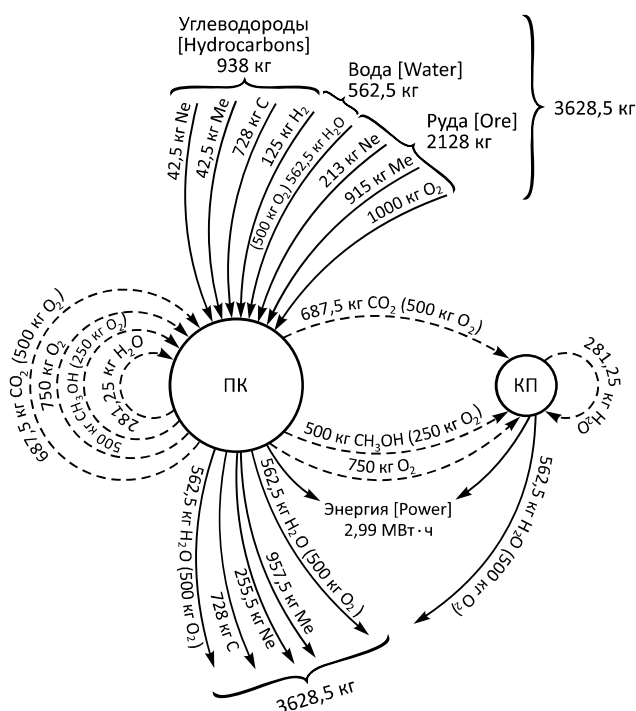 Углеводороды
[Hydrocarbons]
938 кг
Вода [Water]
562,5 кг
Руда [Ore]
2128 кг
3628,5 кг
42,5 кг Ne
42,5 кг Me
728 кг C
125 кг H₂
(500 кг O₂) 562,5 кг H₂O
213 кг Ne
915 кг Me
1000 кг O₂
687,5 кг CO₂ (500 кг O₂)
750 кг O₂
500 кг CH₃OH (250 кг O₂)
281,25 кг H₂O
ПК
687,5 кг CO₂ (500 кг O₂)
КП
281,25
кг H₂O
500 кг CH₃OH (250 кг O₂)
750 кг O₂
Энергия [Power]
2,99 МВт·ч
562,5 кг H₂O (500 кг O₂)
728 кг C
255,5 кг Ne
957,5 кг Me
562,5 кг H₂O (500 кг O₂)
562,5 кг H₂O (500 кг O₂)
3628,5 кг